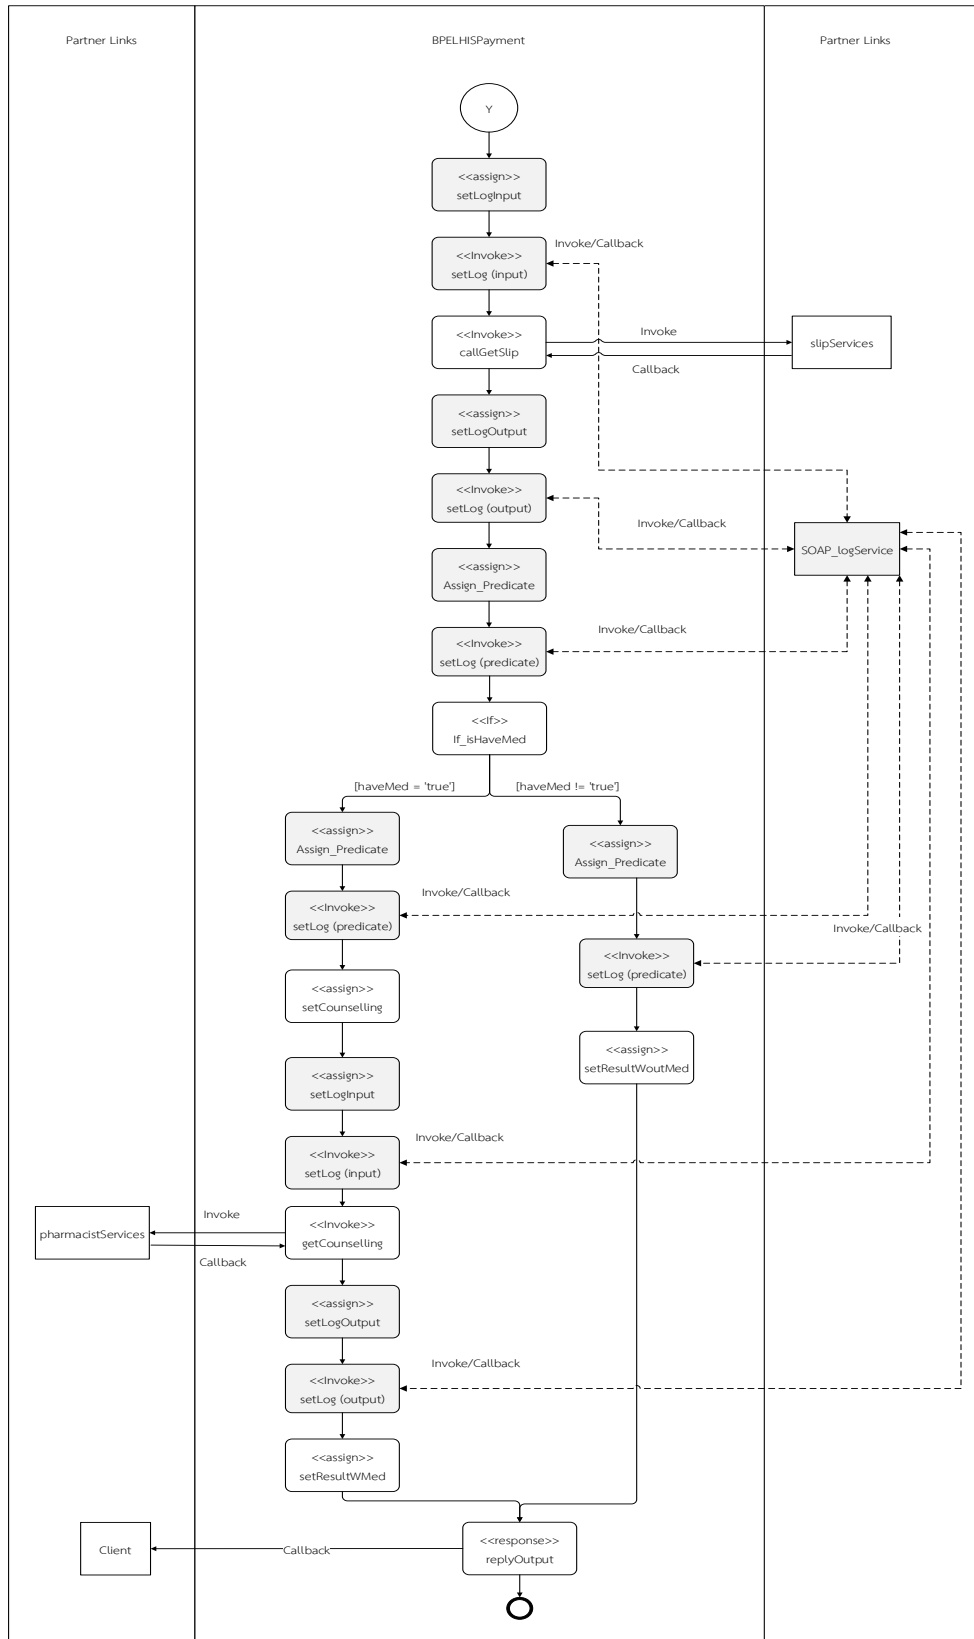 Partner Links
BPELHISPayment
Partner Links
Y
<<assign>>
setLogInput
Invoke/Callback
<<Invoke>>
setLog (input)
<<Invoke>>
callGetSlip
Invoke
Callback
slipServices
<<assign>>
setLogOutput
<<Invoke>>
setLog (output)
Invoke/Callback
SOAP_logService
<<assign>>
Assign_Predicate
Invoke/Callback
<<Invoke>>
setLog (predicate)
<<If>>
If_isHaveMed
[haveMed = 'true']
[haveMed != 'true']
<<assign>>
Assign_Predicate
<<assign>>
Assign_Predicate
Invoke/Callback
<<Invoke>>
setLog (predicate)
Invoke/Callback
<<Invoke>>
setLog (predicate)
<<assign>>
setCounselling
<<assign>>
setResultWoutMed
<<assign>>
setLogInput
Invoke/Callback
<<Invoke>>
setLog (input)
pharmacistServices
Invoke
Callback
<<Invoke>>
getCounselling
<<assign>>
setLogOutput
Invoke/Callback
<<Invoke>>
setLog (output)
<<assign>>
setResultWMed
Client
Callback
<<response>>
replyOutput